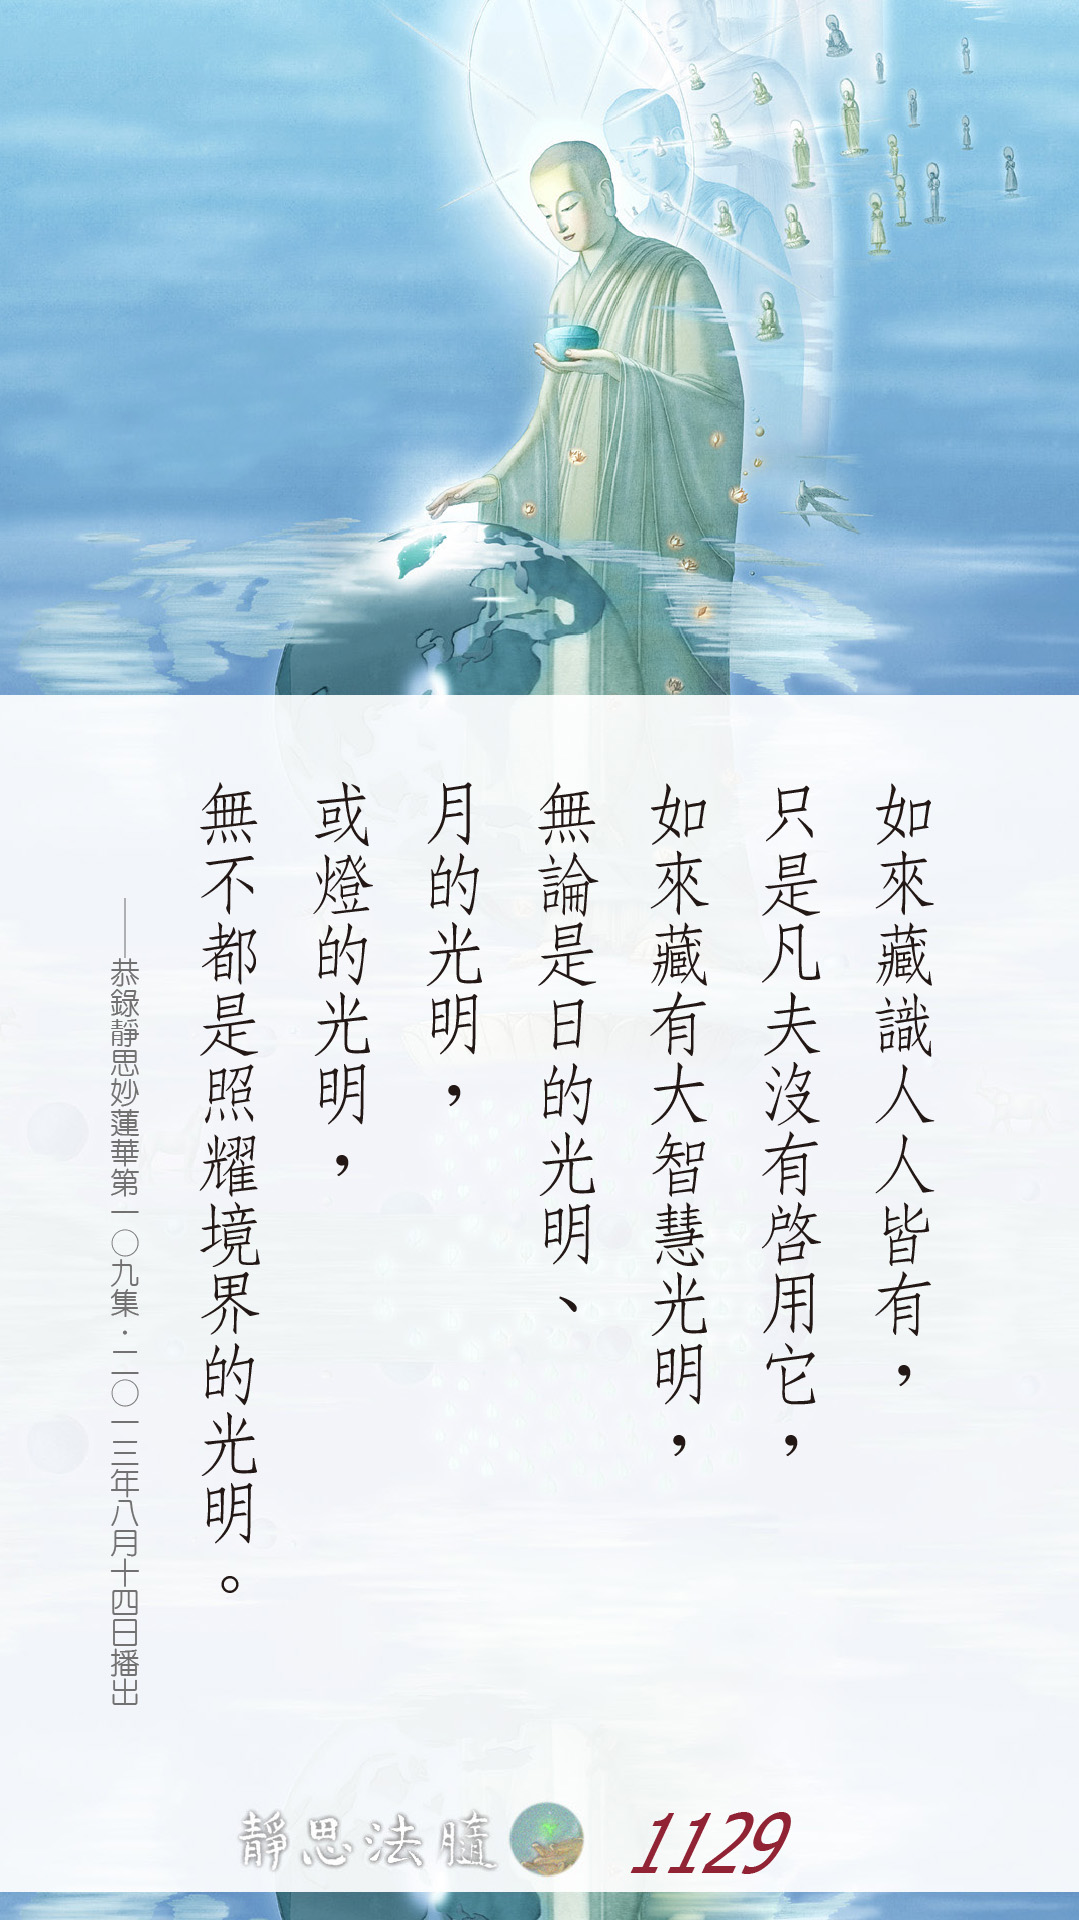 如來藏識人人皆有，
只是凡夫沒有啓用它，
如來藏有大智慧光明，
無論是日的光明、
月的光明，
或燈的光明，
無不都是照耀境界的光明。
——恭錄靜思妙蓮華第一〇九集·二〇一三年八月十四日播出
靜思法髓 1129